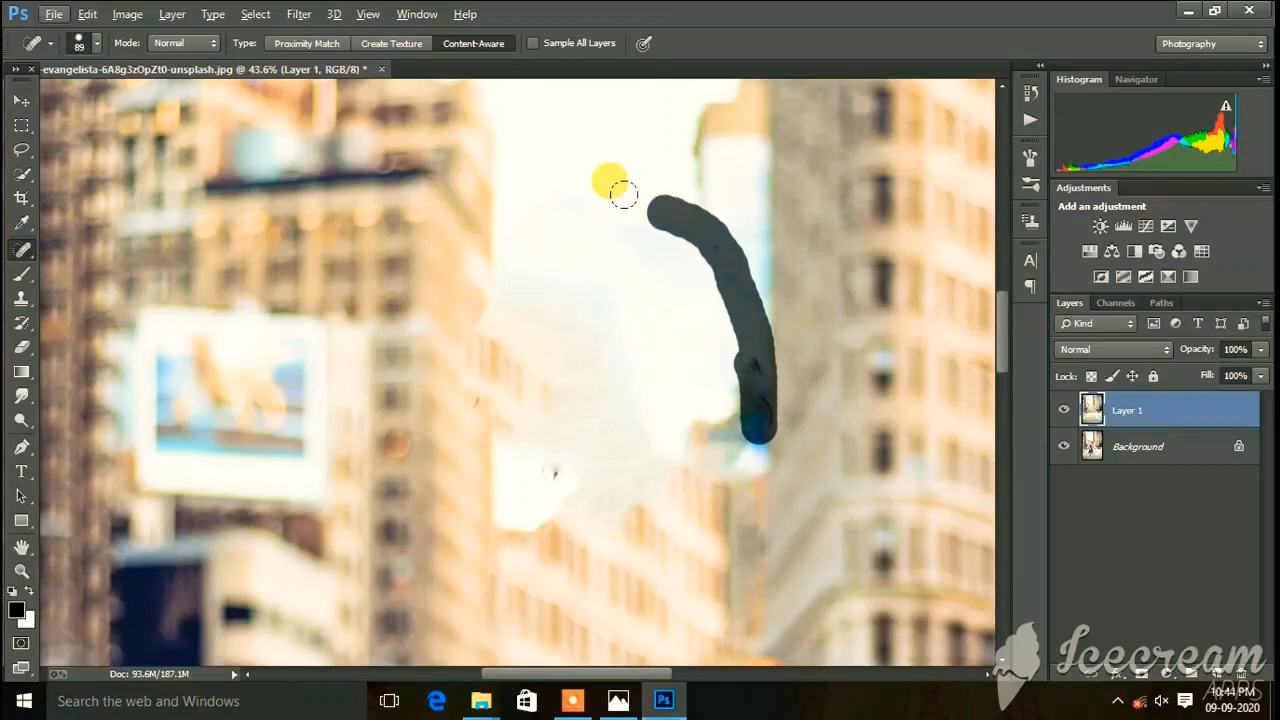 Ps File Edit Image Layer Type Select Filter 3D View Window Help
89 Mode: Normal Type: Proximity Match Create Texture Content-Aware Sample All Layers Photography
-evangelista-6A8g3zOpZt0-unsplash.jpg @ 43.6% (Layer 1, RGB/8) *
Histogram Navigator
Adjustments
Add an adjustment
Layers Channels Paths
Kind
Normal Opacity: 100%
Lock: Fill: 100%
Layer 1
Background
Doc: 93.6M/187.1M
Icecream
APPS
Search the web and Windows
10:44 PM
09-09-2020